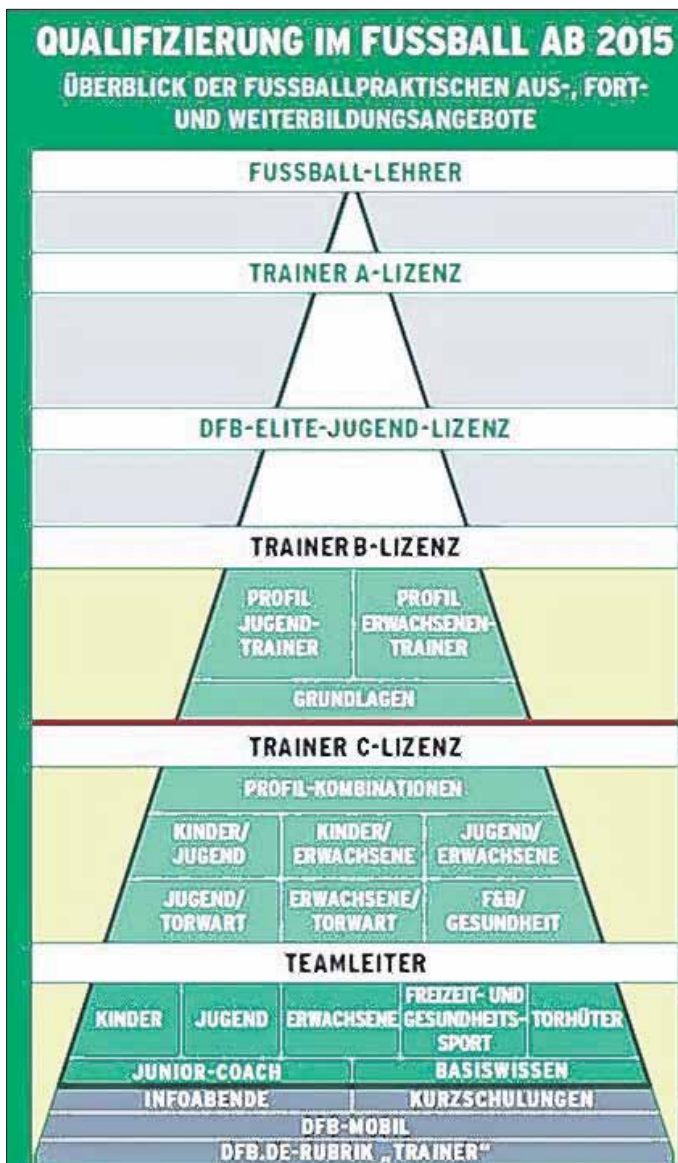 QUALIFIZIERUNG IM FUSSBALL AB 2015
ÜBERBLICK DER FUSSBALLPRAKTISCHEN AUS-, FORT-
UND WEITERBILDUNGSANGEBOTE
FUSSBALL-LEHRER
TRAINER A-LIZENZ
DFB-ELITE-JUGEND-LIZENZ
TRAINER B-LIZENZ
PROFIL
JUGEND-
TRAINER
PROFIL
ERWACHSENEN-
TRAINER
GRUNDLAGEN
TRAINER C-LIZENZ
PROFIL-KOMBINATIONEN
KINDER/
JUGEND
KINDER/
ERWACHSENE
JUGEND/
ERWACHSENE
JUGEND/
TORWART
ERWACHSENE/
TORWART
F&B/
GESUNDHEIT
TEAMLEITER
KINDER
JUGEND
ERWACHSENE
FREIZEIT- UND
GESUNDHEITS-
SPORT
TORHÜTER
JUNIOR-COACH
BASISWISSEN
INFOABENDE
KURZSCHULUNGEN
DFB-MOBIL
DFB.DE-RUBRIK „TRAINER“